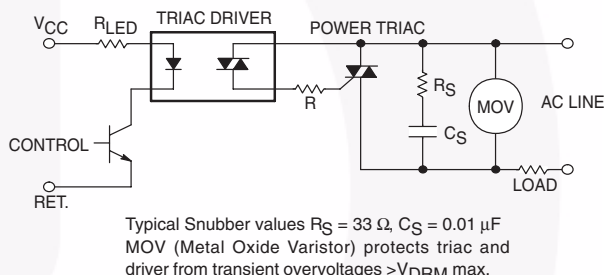 TRIAC DRIVER
POWER TRIAC
VCC
RLED
R
RS
CS
MOV
AC LINE
CONTROL
RET.
LOAD
Typical Snubber values RS = 33 Ω, CS = 0.01 μF
MOV (Metal Oxide Varistor) protects triac and
driver from transient overvoltages >VDRM max.